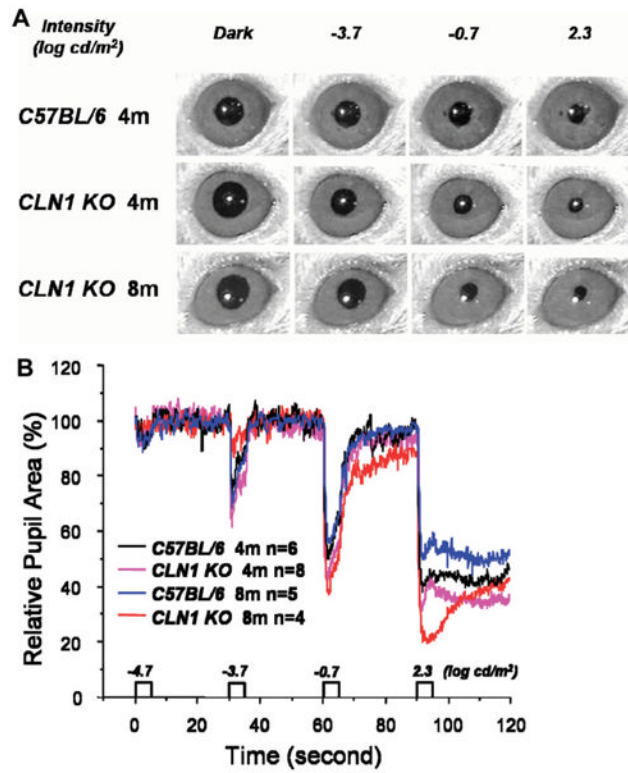 A
Intensity
(log cd/m²)
Dark -3.7 -0.7 2.3
C57BL/6 4m
CLN1 KO 4m
CLN1 KO 8m
B
Relative Pupil Area (%)
120
100
80
60
40
20
0
C57BL/6 4m n=6
CLN1 KO 4m n=8
C57BL/6 8m n=5
CLN1 KO 8m n=4
-4.7 -3.7 -0.7 2.3 (log cd/m²)
0 20 40 60 80 100 120
Time (second)